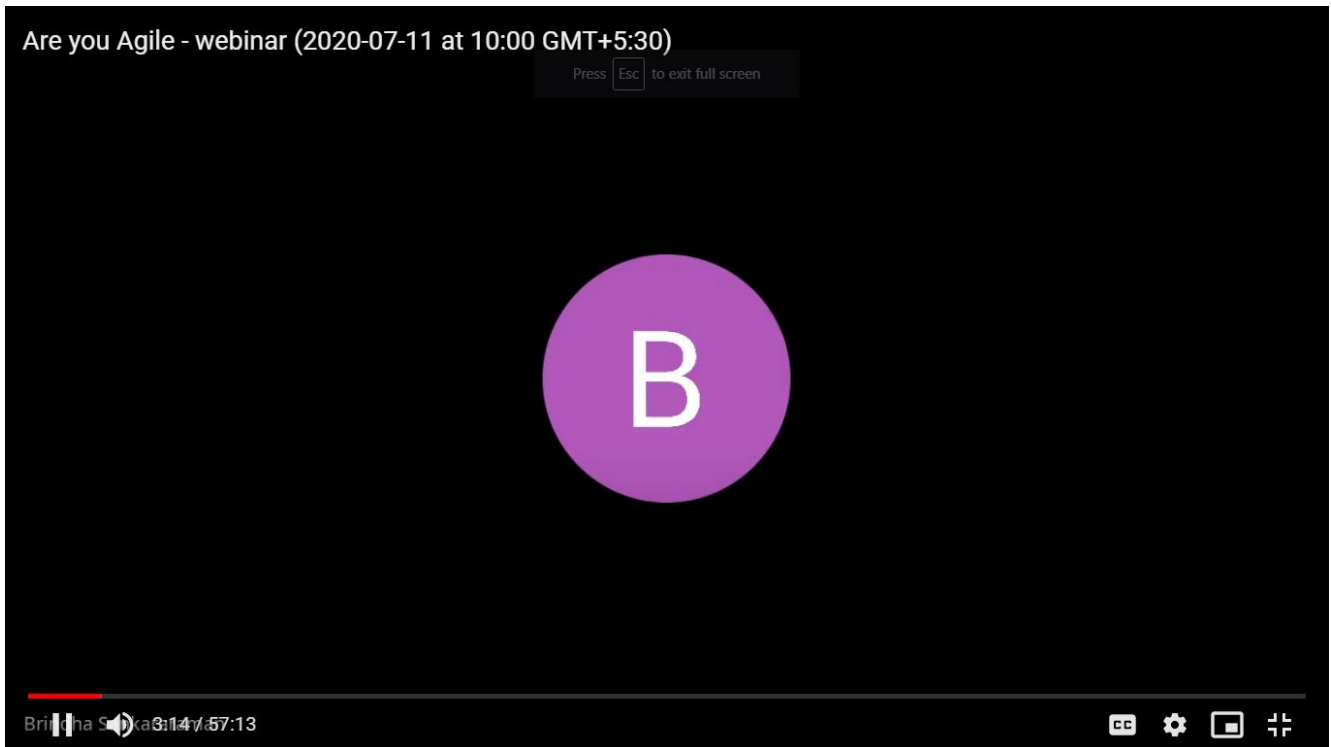 Are you Agile - webinar (2020-07-11 at 10:00 GMT+5:30)
Press Esc to exit full screen
B
3:14 / 57:13
CC